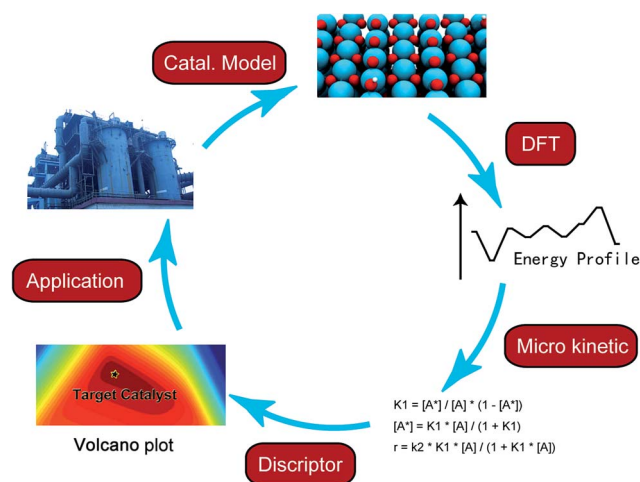 Catal. Model
DFT
Energy Profile
Micro kinetic
K1 = [A*] / [A] * (1 - [A*])
[A*] = K1 * [A] / (1 + K1)
r = k2 * K1 * [A] / (1 + K1 * [A])
Discriptor
Target Catalyst
Volcano plot
Application